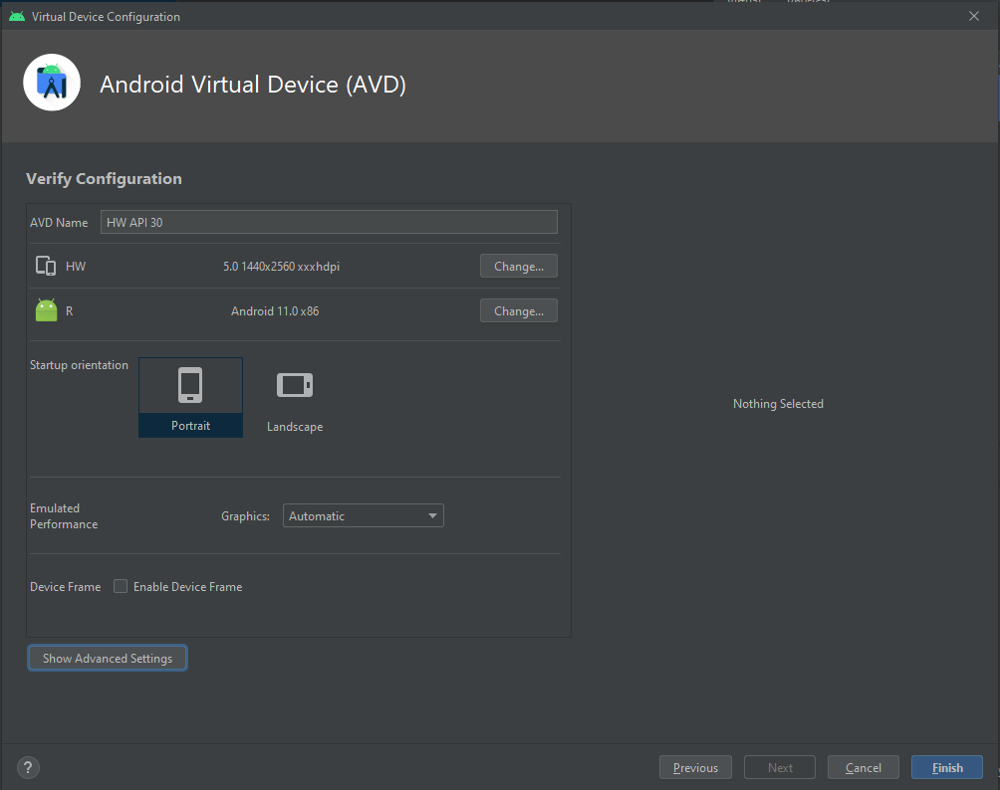 Virtual Device Configuration
Android Virtual Device (AVD)
Verify Configuration
AVD Name HW API 30
HW 5.0 1440x2560 xxxhdpi Change...
R Android 11.0 x86 Change...
Startup orientation
Portrait
Landscape
Nothing Selected
Emulated
Performance
Graphics: Automatic
Device Frame Enable Device Frame
Show Advanced Settings
? Previous Next Cancel Finish